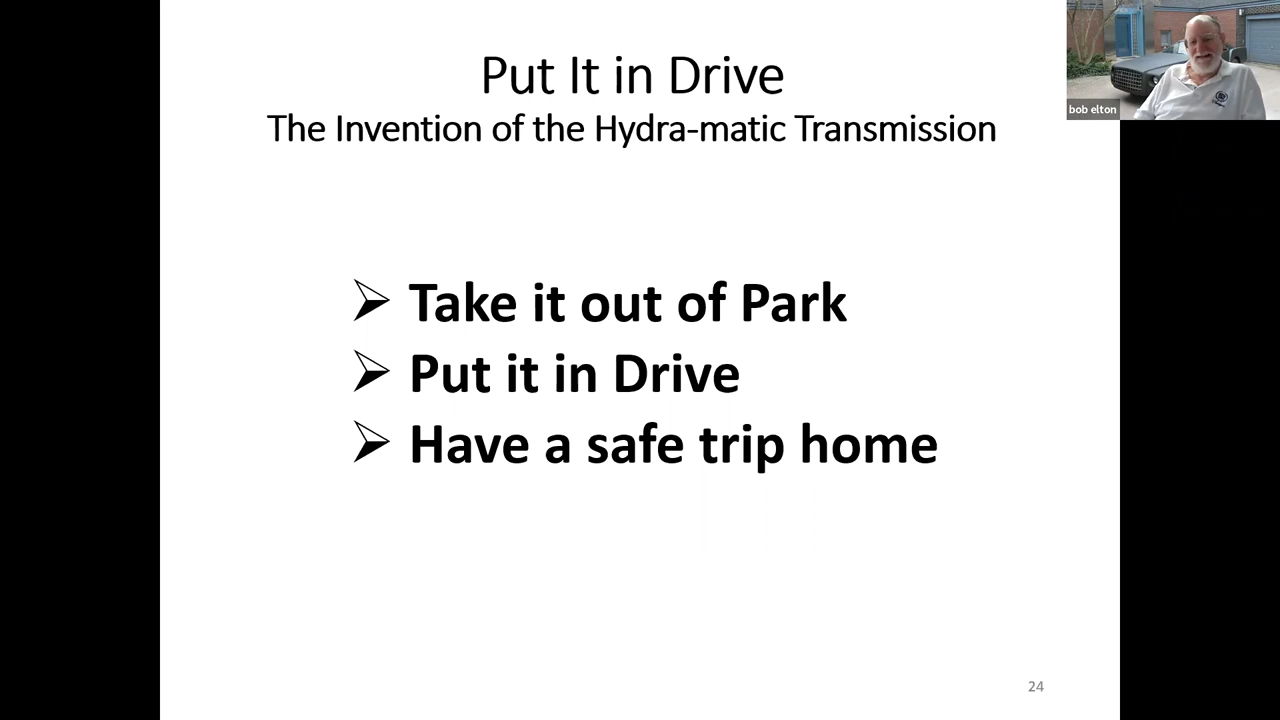 Put It in Drive
The Invention of the Hydra-matic Transmission
bob elton
➢ Take it out of Park
➢ Put it in Drive
➢ Have a safe trip home
24